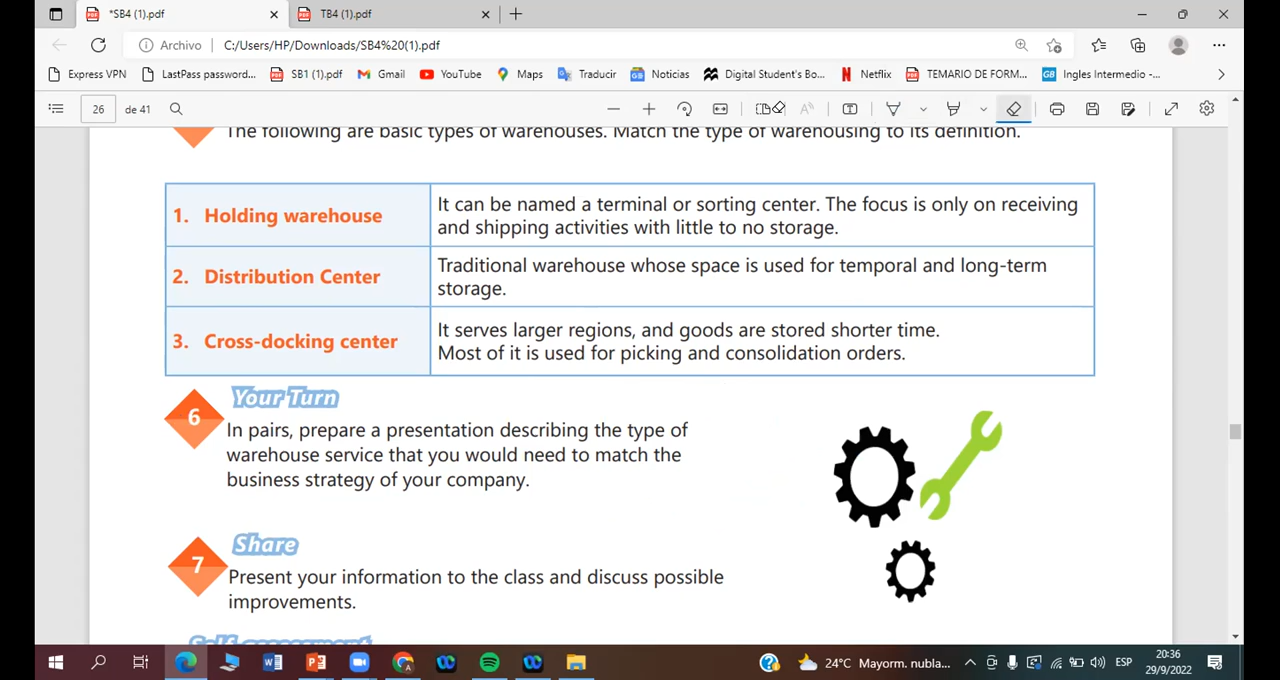 *SB4 (1).pdf
TB4 (1).pdf
Archivo
C:/Users/HP/Downloads/SB4%20(1).pdf
Express VPN
LastPass password...
SB1 (1).pdf
Gmail
YouTube
Maps
Traducir
Noticias
Digital Student's Bo...
Netflix
TEMARIO DE FORM...
Ingles Intermedio -...
26 de 41
The following are basic types of warehouses. Match the type of warehousing to its definition.
1. Holding warehouse
It can be named a terminal or sorting center. The focus is only on receiving
and shipping activities with little to no storage.
2. Distribution Center
Traditional warehouse whose space is used for temporal and long-term
storage.
3. Cross-docking center
It serves larger regions, and goods are stored shorter time.
Most of it is used for picking and consolidation orders.
6
Your Turn
In pairs, prepare a presentation describing the type of
warehouse service that you would need to match the
business strategy of your company.
7
Share
Present your information to the class and discuss possible
improvements.
Self-assessment
24°C Mayorm. nubla...
ESP
20:36
29/9/2022